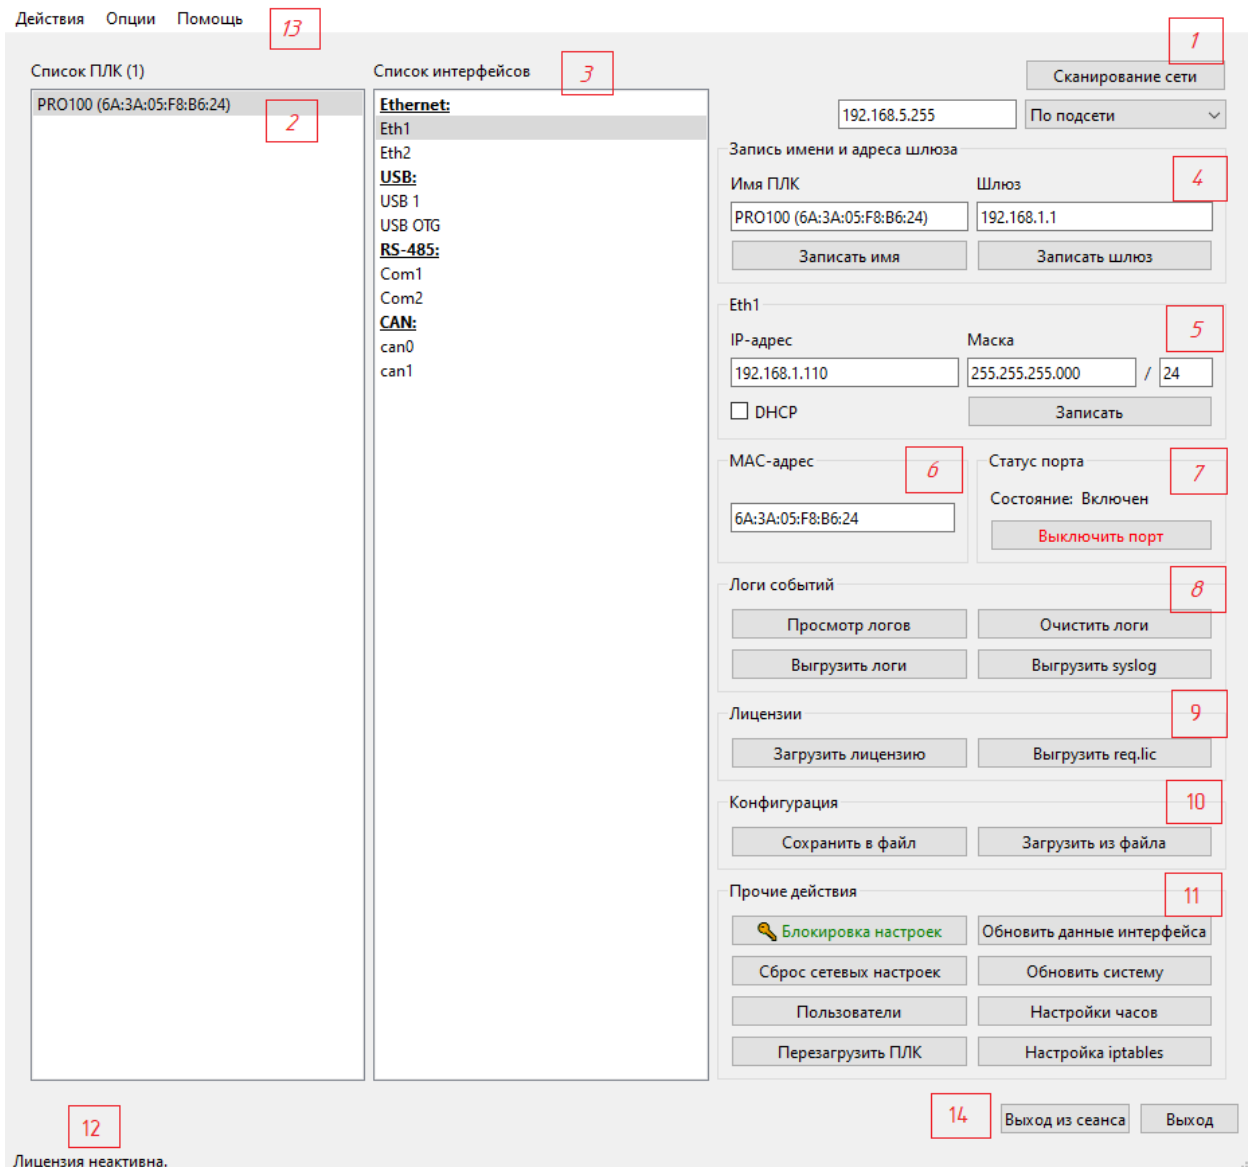 Действия Опции Помощь 13
1
Список ПЛК (1)
Список интерфейсов 3
Сканирование сети
PRO100 (6A:3A:05:F8:B6:24)
2
Ethernet:
Eth1
Eth2
USB:
USB 1
USB OTG
RS-485:
Com1
Com2
CAN:
can0
can1
192.168.5.255 По подсети
Запись имени и адреса шлюза
4
Имя ПЛК Шлюз
PRO100 (6A:3A:05:F8:B6:24) 192.168.1.1
Записать имя Записать шлюз
Eth1
5
IP-адрес Маска
192.168.1.110 255.255.255.000 / 24
DHCP Записать
MAC-адрес 6
6A:3A:05:F8:B6:24
Статус порта 7
Состояние: Включен
Выключить порт
Логи событий 8
Просмотр логов Очистить логи
Выгрузить логи Выгрузить syslog
Лицензии 9
Загрузить лицензию Выгрузить req.lic
Конфигурация 10
Сохранить в файл Загрузить из файла
Прочие действия 11
Блокировка настроек Обновить данные интерфейса
Сброс сетевых настроек Обновить систему
Пользователи Настройки часов
Перезагрузить ПЛК Настройка iptables
12
14 Выход из сеанса Выход
Лицензия неактивна.